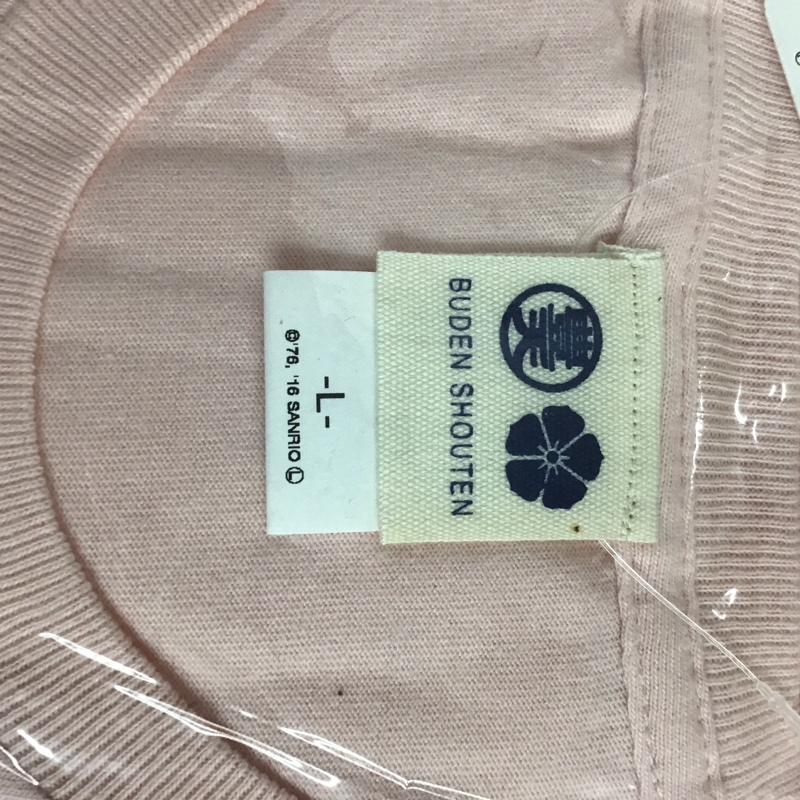 BUDEN SHOUTEN
-L-
©'76, '16 SANRIO Ⓛ